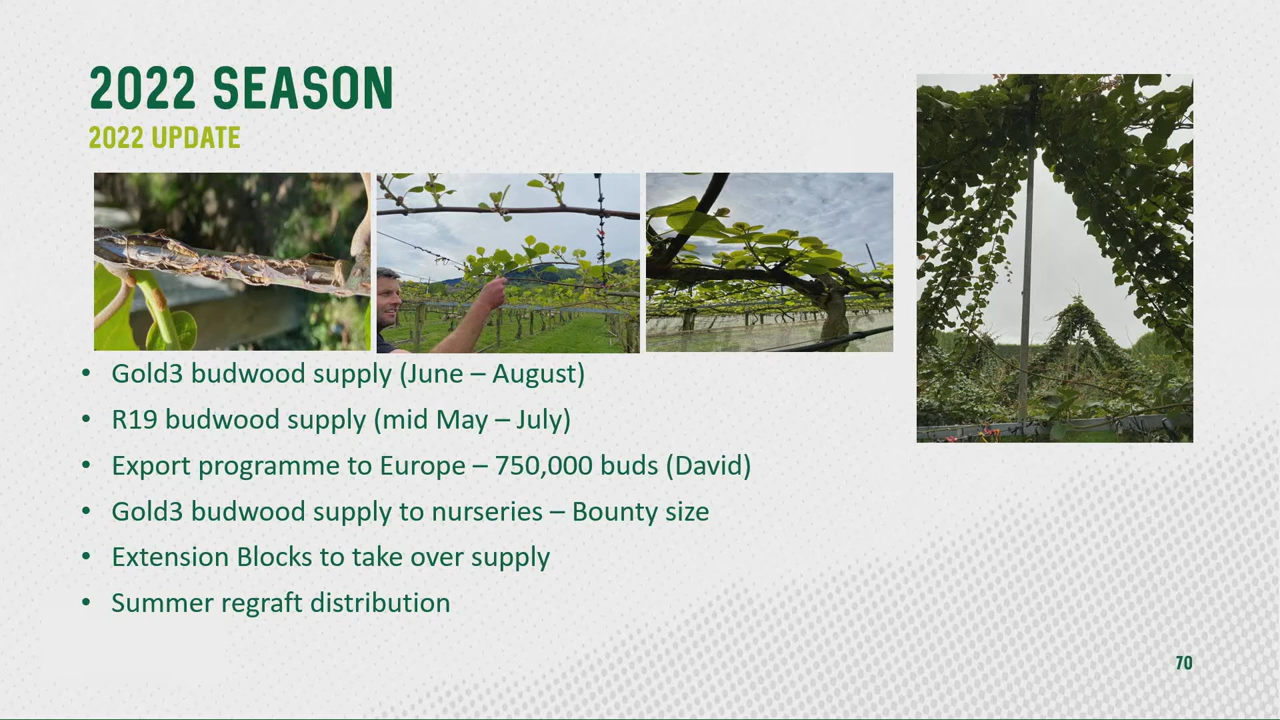 2022 SEASON
2022 UPDATE
• Gold3 budwood supply (June – August)
• R19 budwood supply (mid May – July)
• Export programme to Europe – 750,000 buds (David)
• Gold3 budwood supply to nurseries – Bounty size
• Extension Blocks to take over supply
• Summer regraft distribution
70